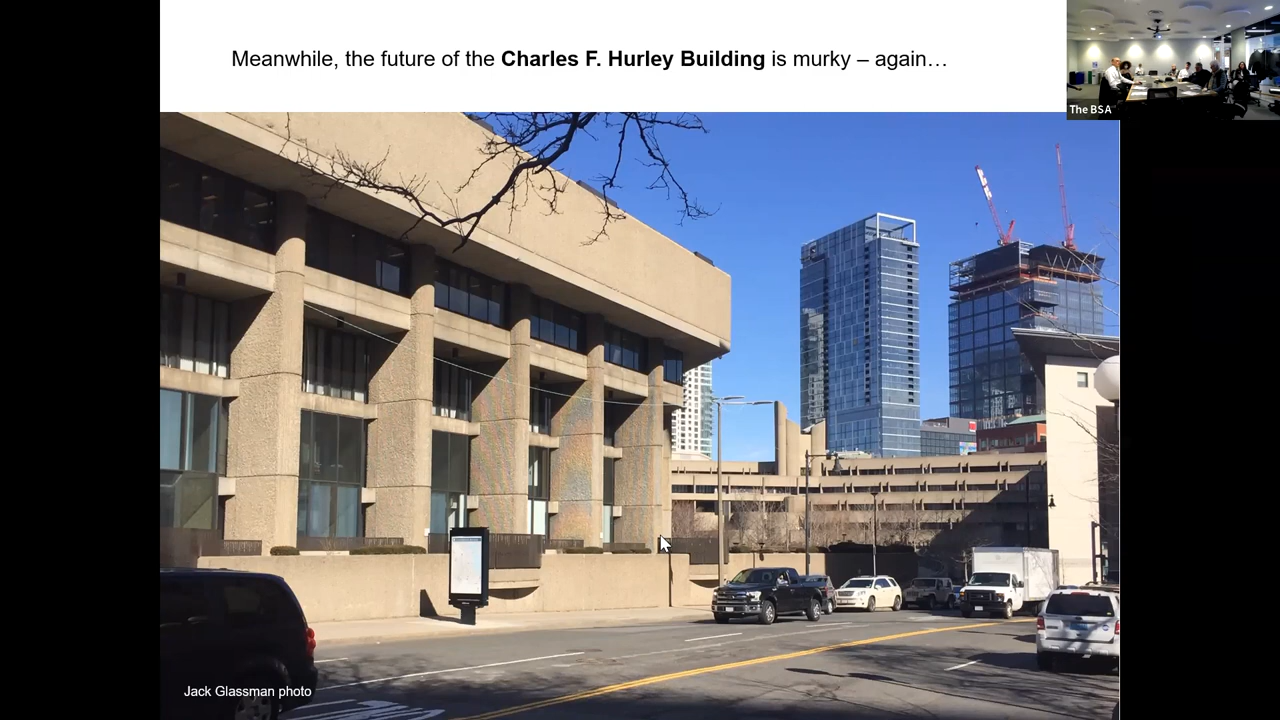 Meanwhile, the future of the Charles F. Hurley Building is murky – again…
The BSA
Jack Glassman photo